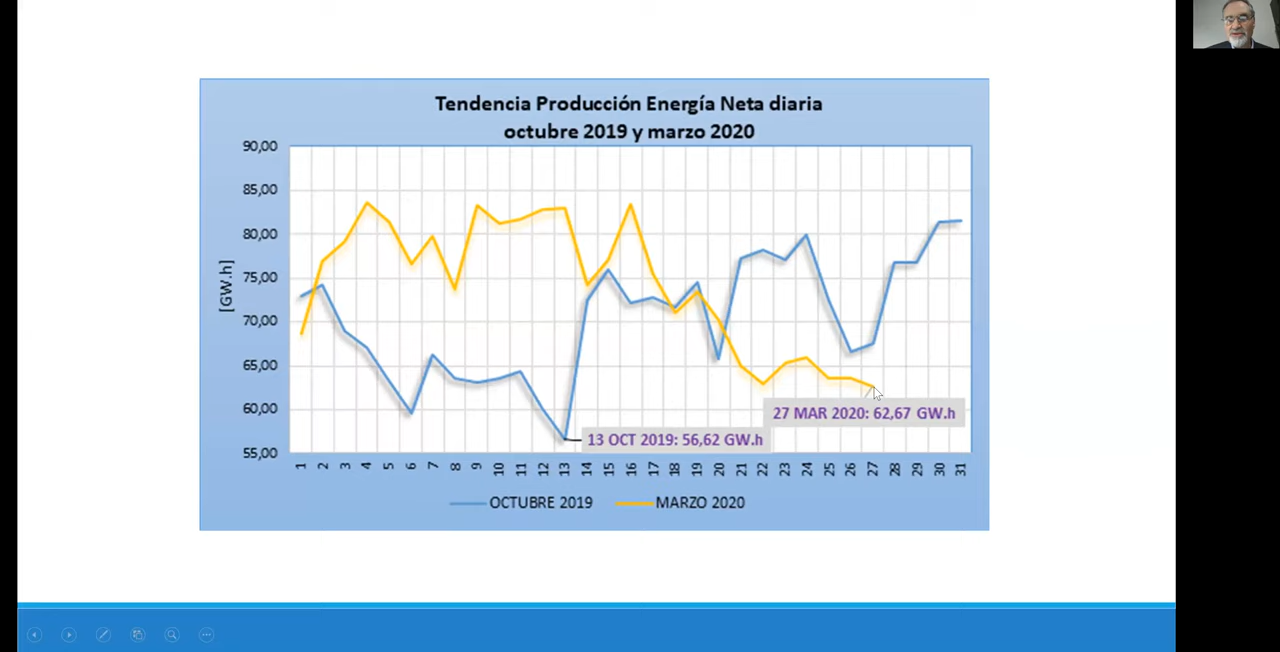 Tendencia Producción Energía Neta diaria
octubre 2019 y marzo 2020
90,00
85,00
80,00
75,00
70,00
65,00
60,00
55,00
[GW.h]
27 MAR 2020: 62,67 GW.h
13 OCT 2019: 56,62 GW.h
1 2 3 4 5 6 7 8 9 10 11 12 13 14 15 16 17 18 19 20 21 22 23 24 25 26 27 28 29 30 31
OCTUBRE 2019 MARZO 2020